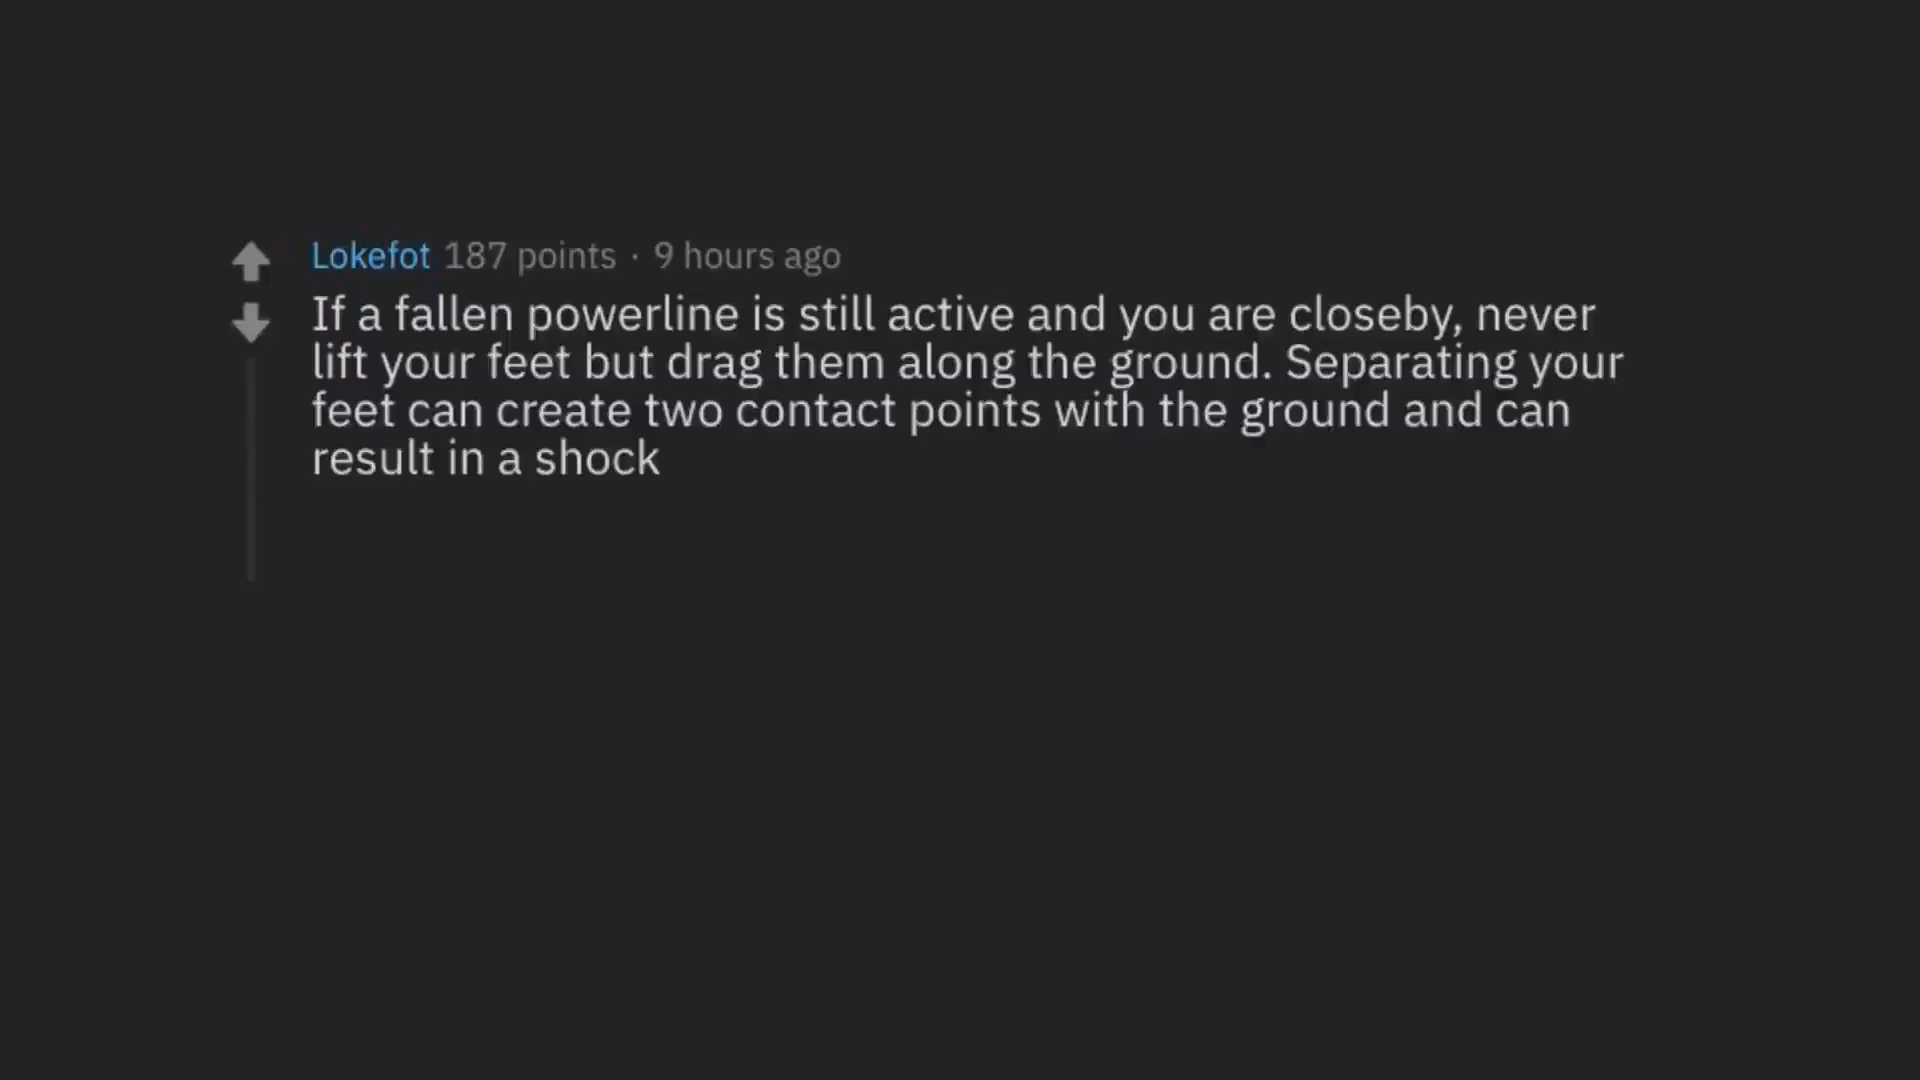 Lokefot 187 points · 9 hours ago
If a fallen powerline is still active and you are closeby, never
lift your feet but drag them along the ground. Separating your
feet can create two contact points with the ground and can
result in a shock